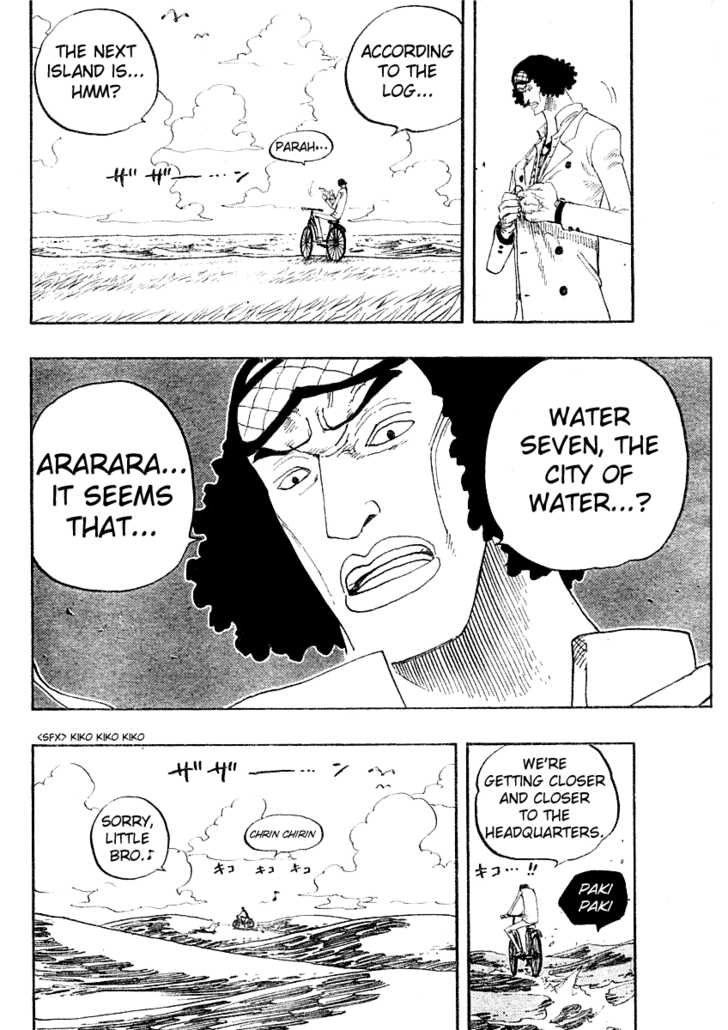 ACCORDING
TO THE
LOG...
THE NEXT
ISLAND IS...
HMM?
PARAH...
ザザ――…ン
WATER
SEVEN, THE
CITY OF
WATER...?
ARARARA...
IT SEEMS
THAT...
<SFX> KIKO KIKO KIKO
ザザ――…ン
WE'RE
GETTING CLOSER
AND CLOSER
TO THE
HEADQUARTERS.
キコ…!!
PAKI
PAKI
SORRY,
LITTLE
BRO.♪
CHRIN CHIRIN
キコ キコ キコ
♪